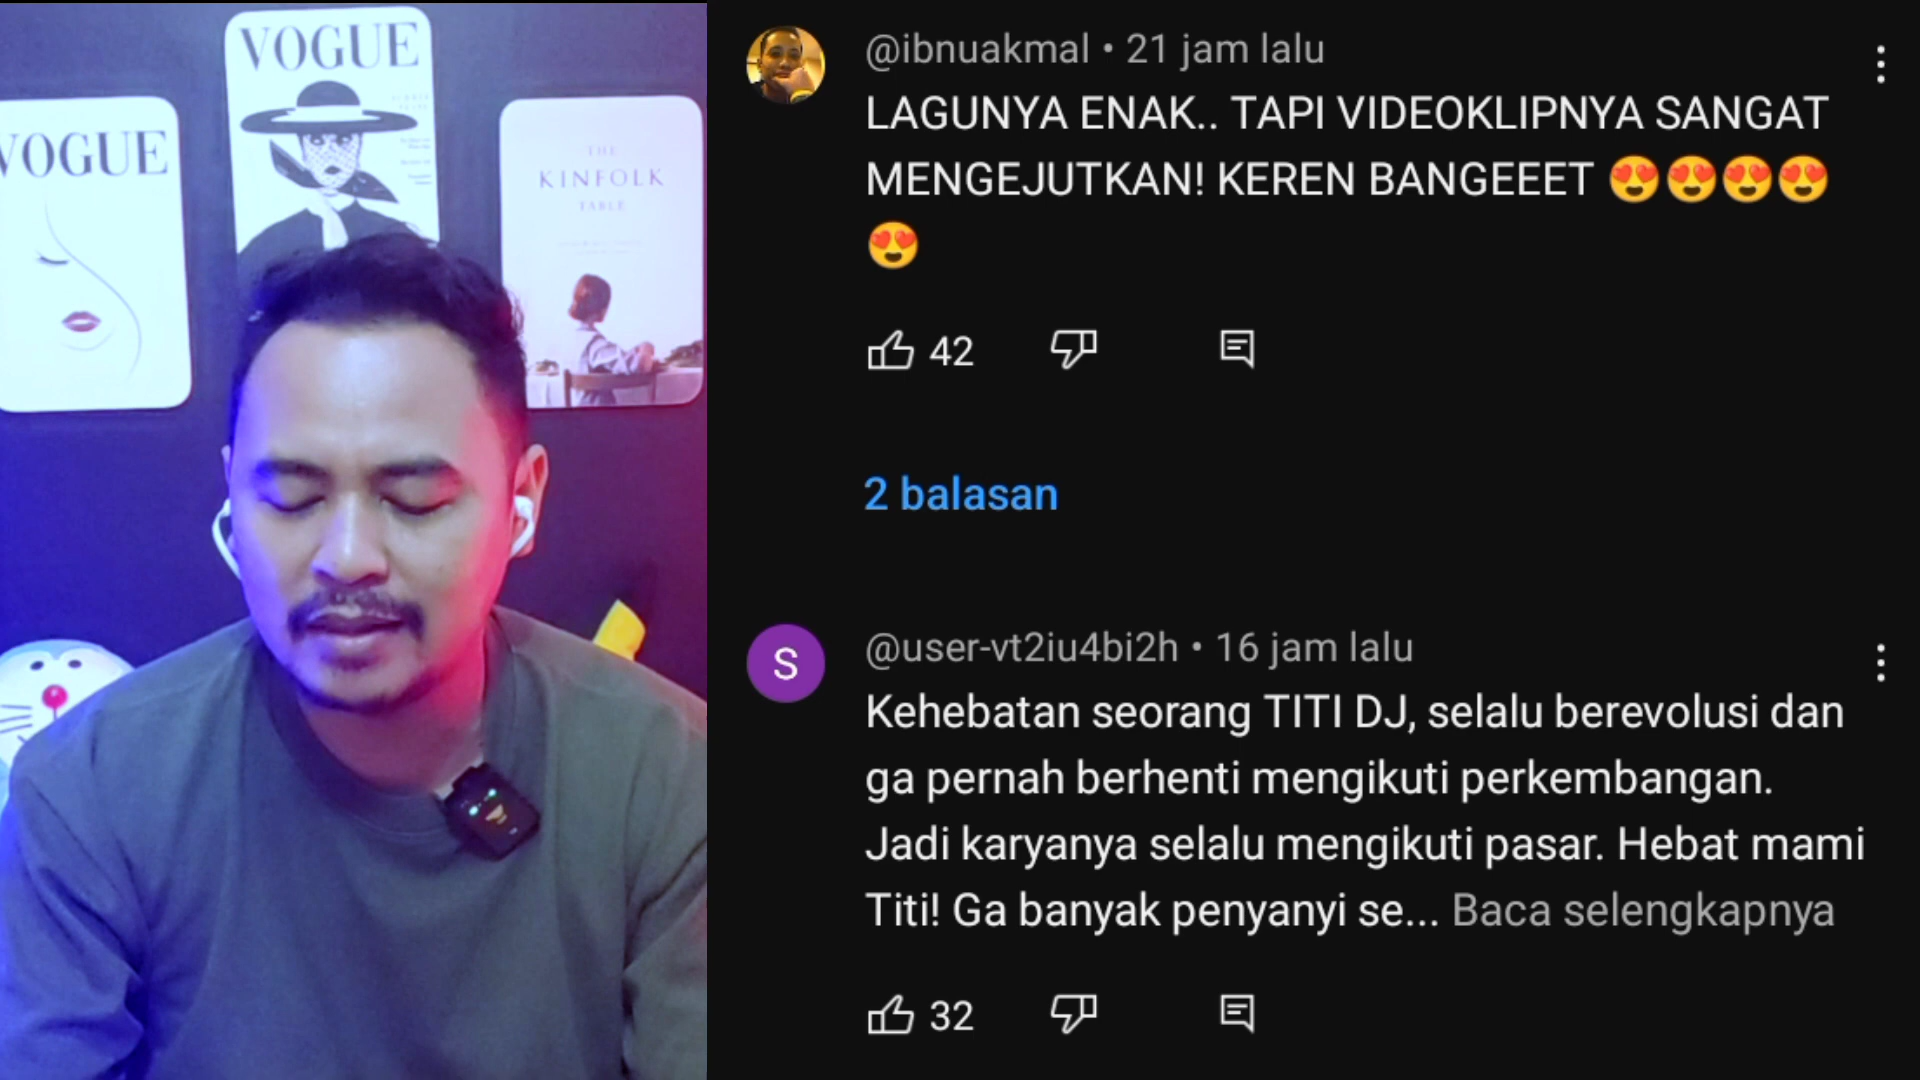 VOGUE
VOGUE
THE
KINFOLK
TABLE
@ibnuakmal • 21 jam lalu
LAGUNYA ENAK.. TAPI VIDEOKLIPNYA SANGAT
MENGEJUTKAN! KEREN BANGEEET 😍😍😍😍
😍
42
2 balasan
S
@user-vt2iu4bi2h • 16 jam lalu
Kehebatan seorang TITI DJ, selalu berevolusi dan
ga pernah berhenti mengikuti perkembangan.
Jadi karyanya selalu mengikuti pasar. Hebat mami
Titi! Ga banyak penyanyi se... Baca selengkapnya
32